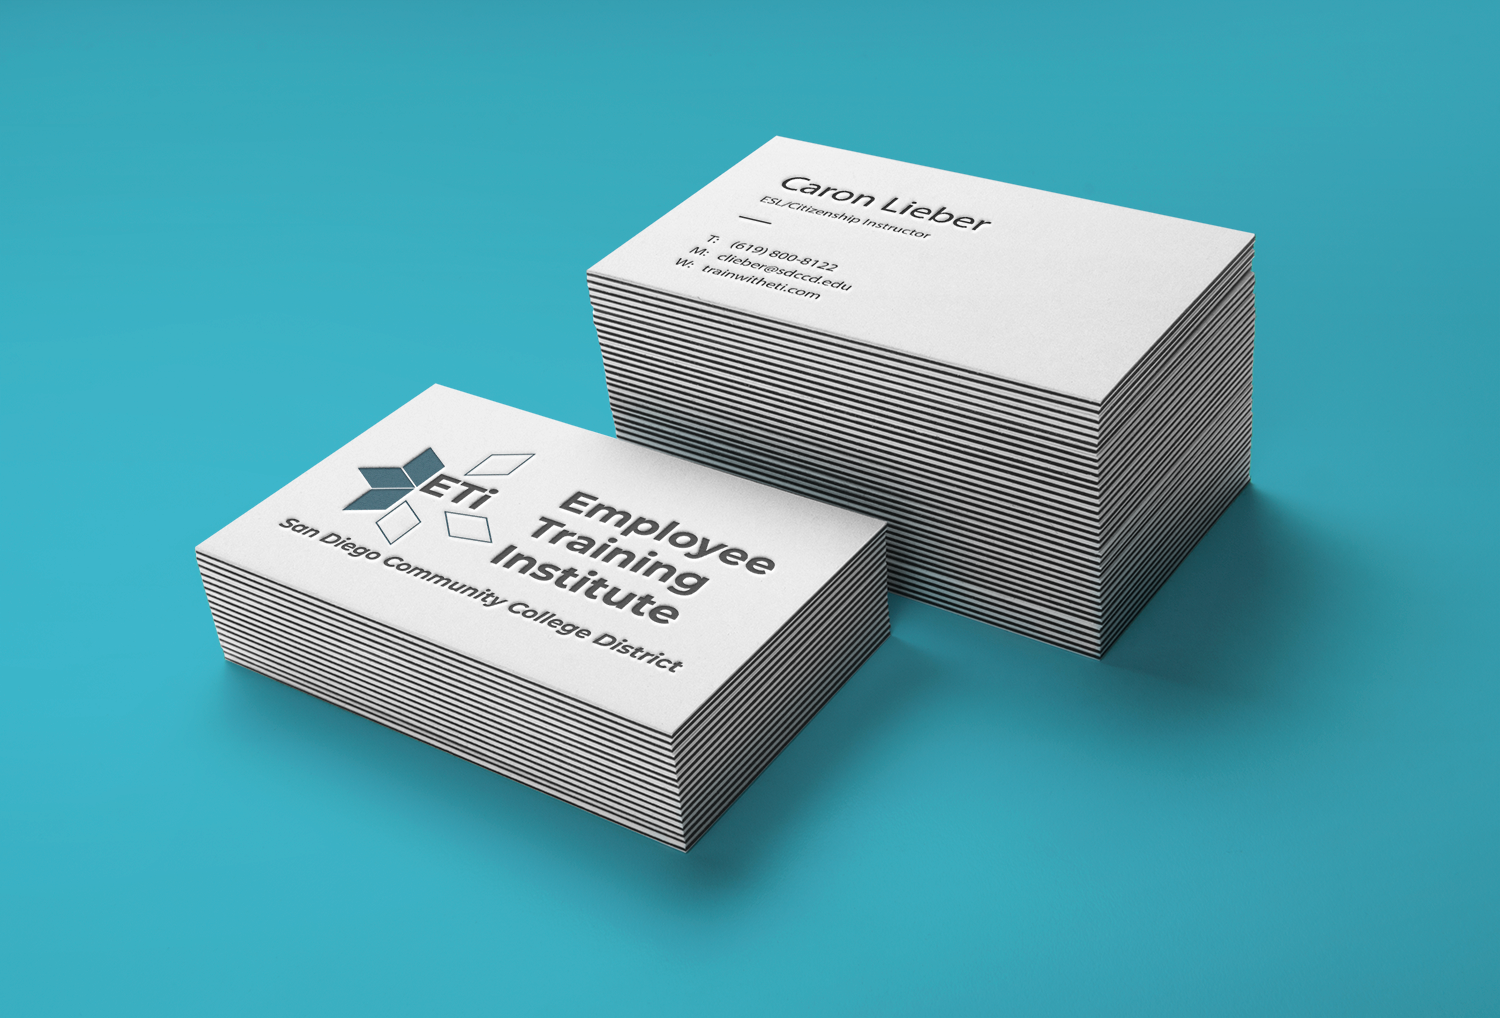 Caron Lieber
ESL/Citizenship Instructor
T: (619) 800-8122
M: clieber@sdccd.edu
W: trainwitheti.com
ETi
Employee
Training
Institute
San Diego Community College District